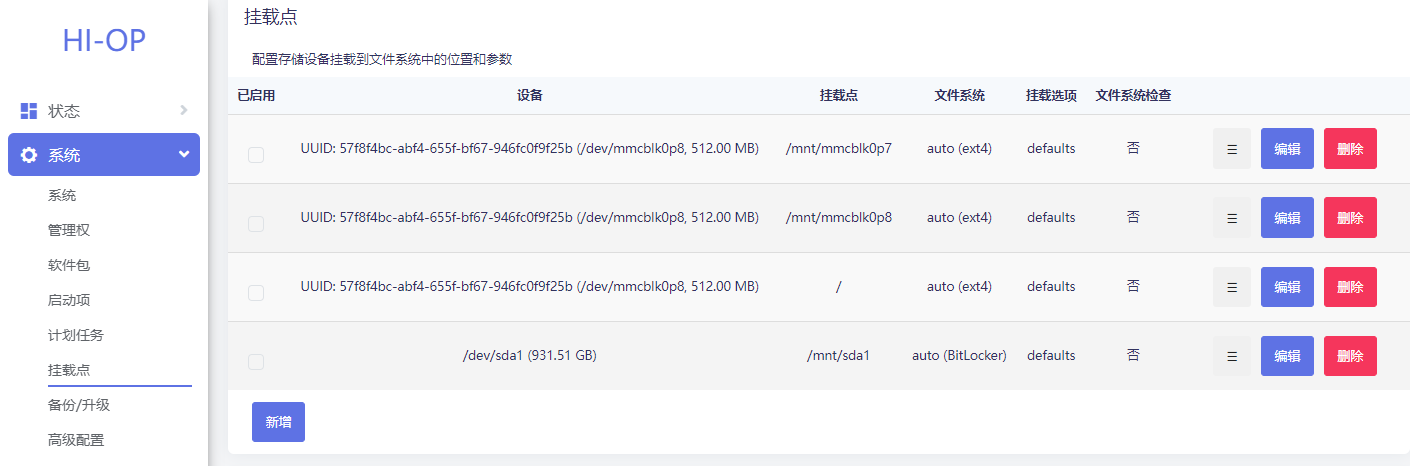 挂载点
HI-OP
配置存储设备挂载到文件系统中的位置和参数
已启用 设备 挂载点 文件系统 挂载选项 文件系统检查
状态
系统
UUID: 57f8f4bc-abf4-655f-bf67-946fc0f9f25b (/dev/mmcblk0p8, 512.00 MB) /mnt/mmcblk0p7 auto (ext4) defaults 否 ☰ 编辑 删除
系统
管理权
UUID: 57f8f4bc-abf4-655f-bf67-946fc0f9f25b (/dev/mmcblk0p8, 512.00 MB) /mnt/mmcblk0p8 auto (ext4) defaults 否 ☰ 编辑 删除
软件包
启动项
UUID: 57f8f4bc-abf4-655f-bf67-946fc0f9f25b (/dev/mmcblk0p8, 512.00 MB) / auto (ext4) defaults 否 ☰ 编辑 删除
计划任务
挂载点
/dev/sda1 (931.51 GB) /mnt/sda1 auto (BitLocker) defaults 否 ☰ 编辑 删除
备份/升级
高级配置
新增